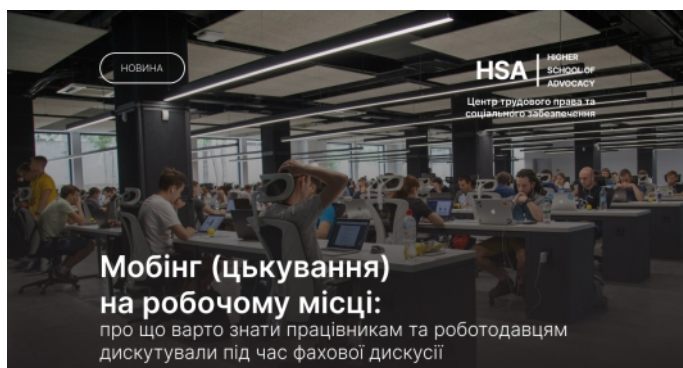 НОВИНА
HSA
HIGHER
SCHOOL OF
ADVOCACY
Центр трудового права та
соціального забезпечення
Мобінг (цькування)
на робочому місці:
про що варто знати працівникам та роботодавцям
дискутували під час фахової дискусії